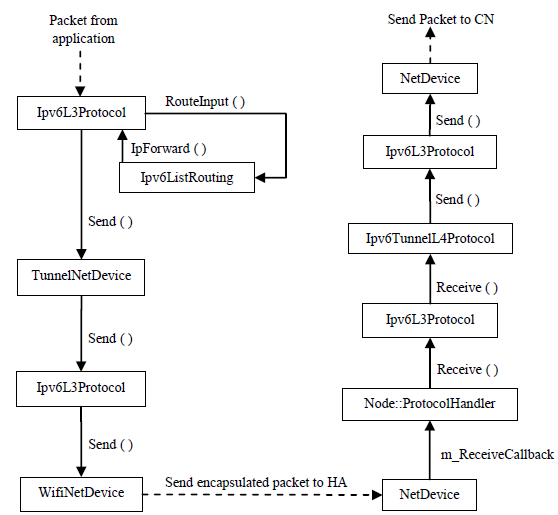 Packet from
application
Ipv6L3Protocol
RouteInput ( )
IpForward ( )
Ipv6ListRouting
Send ( )
TunnelNetDevice
Send ( )
Ipv6L3Protocol
Send ( )
WifiNetDevice
Send encapsulated packet to HA
NetDevice
m_ReceiveCallback
Node::ProtocolHandler
Receive ( )
Ipv6L3Protocol
Receive ( )
Ipv6TunnelL4Protocol
Send ( )
Ipv6L3Protocol
Send ( )
NetDevice
Send Packet to CN